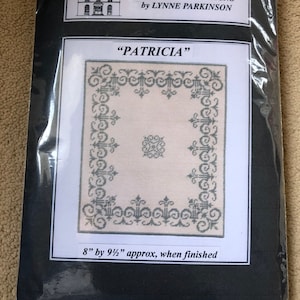 by LYNNE PARKINSON
"PATRICIA"
8" by 9½" approx, when finished